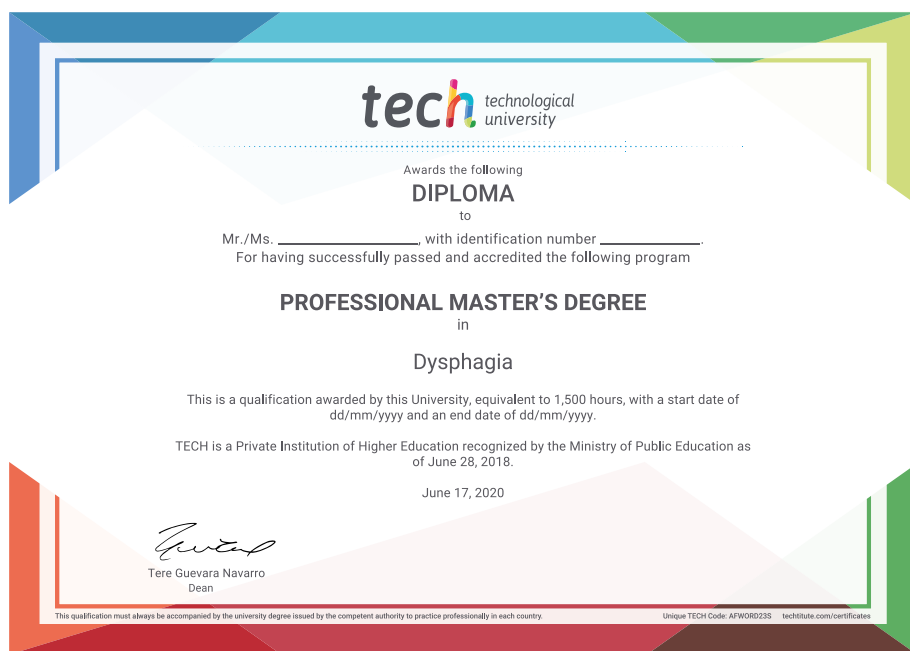 tech technological
university
Awards the following
DIPLOMA
to
Mr./Ms. ____________________, with identification number ______________.
For having successfully passed and accredited the following program
PROFESSIONAL MASTER'S DEGREE
in
Dysphagia
This is a qualification awarded by this University, equivalent to 1,500 hours, with a start date of
dd/mm/yyyy and an end date of dd/mm/yyyy.
TECH is a Private Institution of Higher Education recognized by the Ministry of Public Education as
of June 28, 2018.
June 17, 2020
Tere Guevara Navarro
Dean
This qualification must always be accompanied by the university degree issued by the competent authority to practice professionally in each country. Unique TECH Code: AFWORD23S techtitute.com/certificates